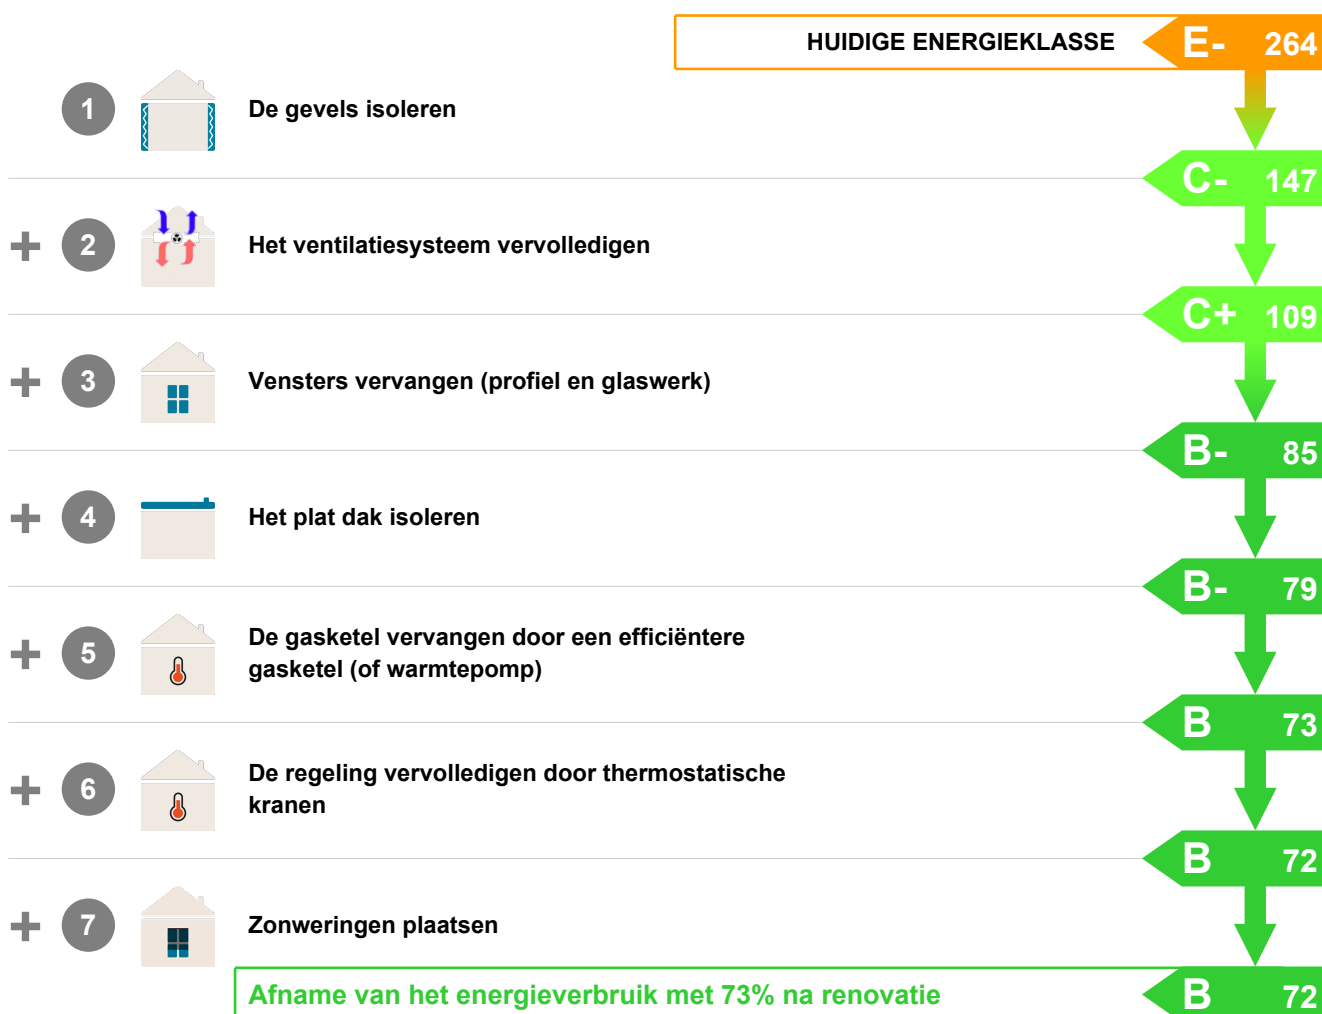 HUIDIGE ENERGIEKLASSE E- 264
1 De gevels isoleren
C- 147
+ 2 Het ventilatiesysteem vervolledigen
C+ 109
+ 3 Vensters vervangen (profiel en glaswerk)
B- 85
+ 4 Het plat dak isoleren
B- 79
+ 5 De gasketel vervangen door een efficiëntere
gasketel (of warmtepomp)
B 73
+ 6 De regeling vervolledigen door thermostatische
kranen
B 72
+ 7 Zonweringen plaatsen
Afname van het energieverbruik met 73% na renovatie B 72